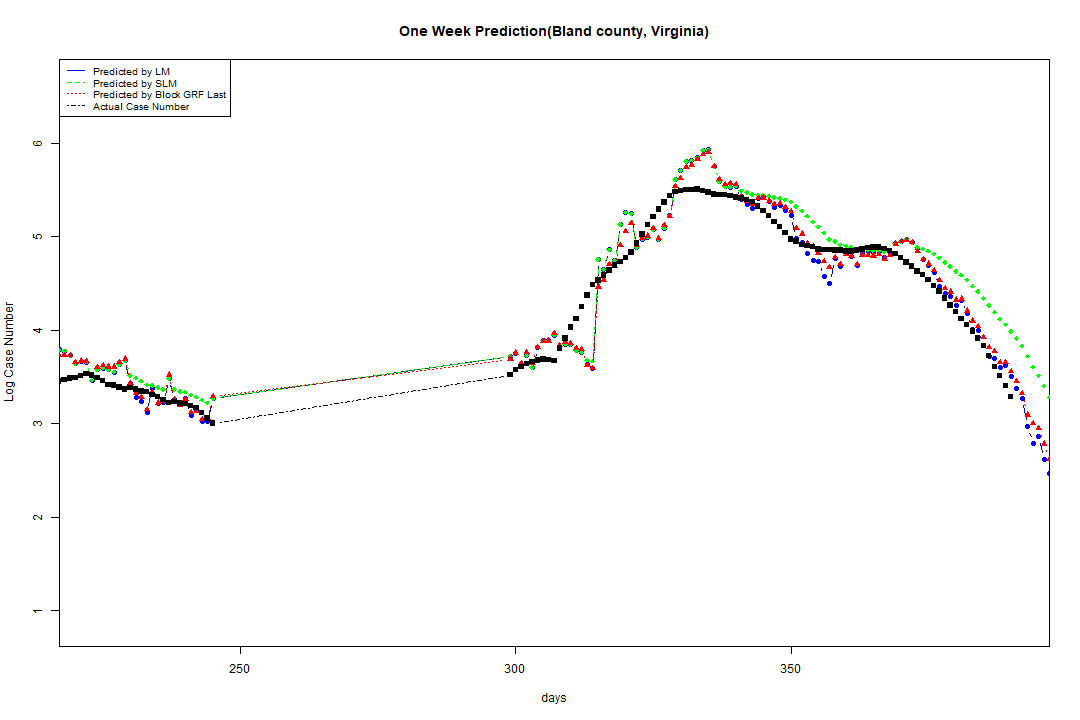 One Week Prediction(Bland county, Virginia)
Predicted by LM
Predicted by SLM
Predicted by Block GRF Last
Actual Case Number
6
5
4
3
2
1
Log Case Number
250 300 350
days